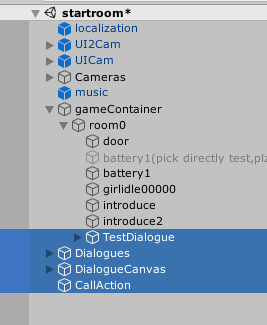 startroom*
localization
UI2Cam
UICam
Cameras
music
gameContainer
room0
door
battery1(pick directly test,plz
battery1
girlidle00000
introduce
introduce2
TestDialogue
Dialogues
DialogueCanvas
CallAction